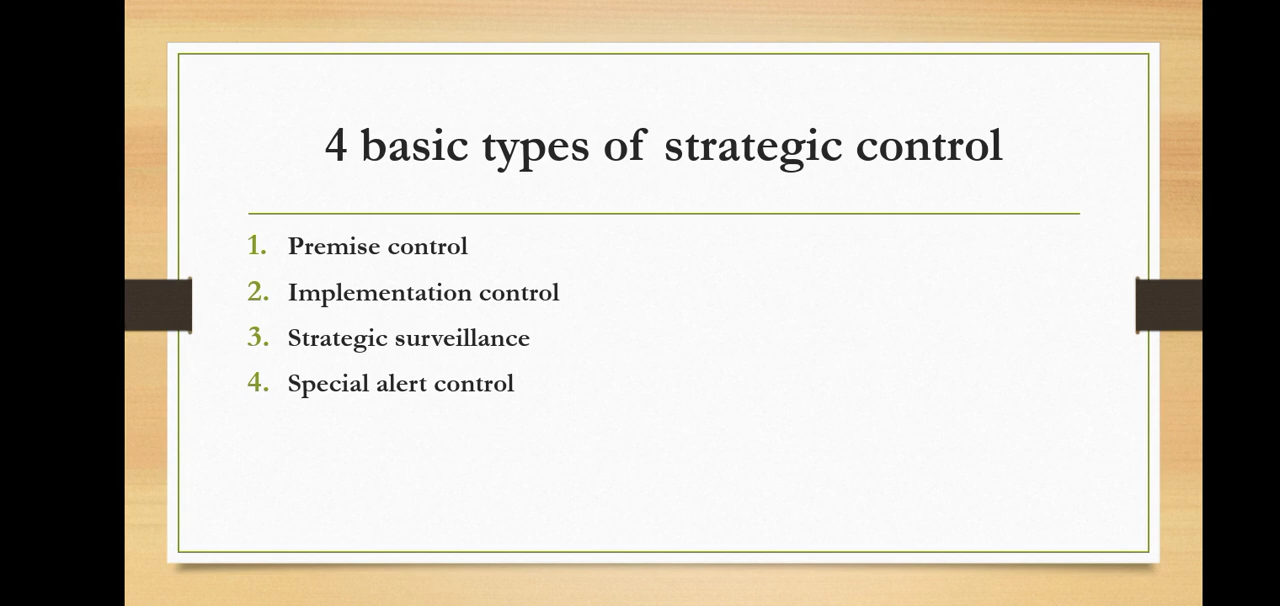 4 basic types of strategic control
1. Premise control
2. Implementation control
3. Strategic surveillance
4. Special alert control